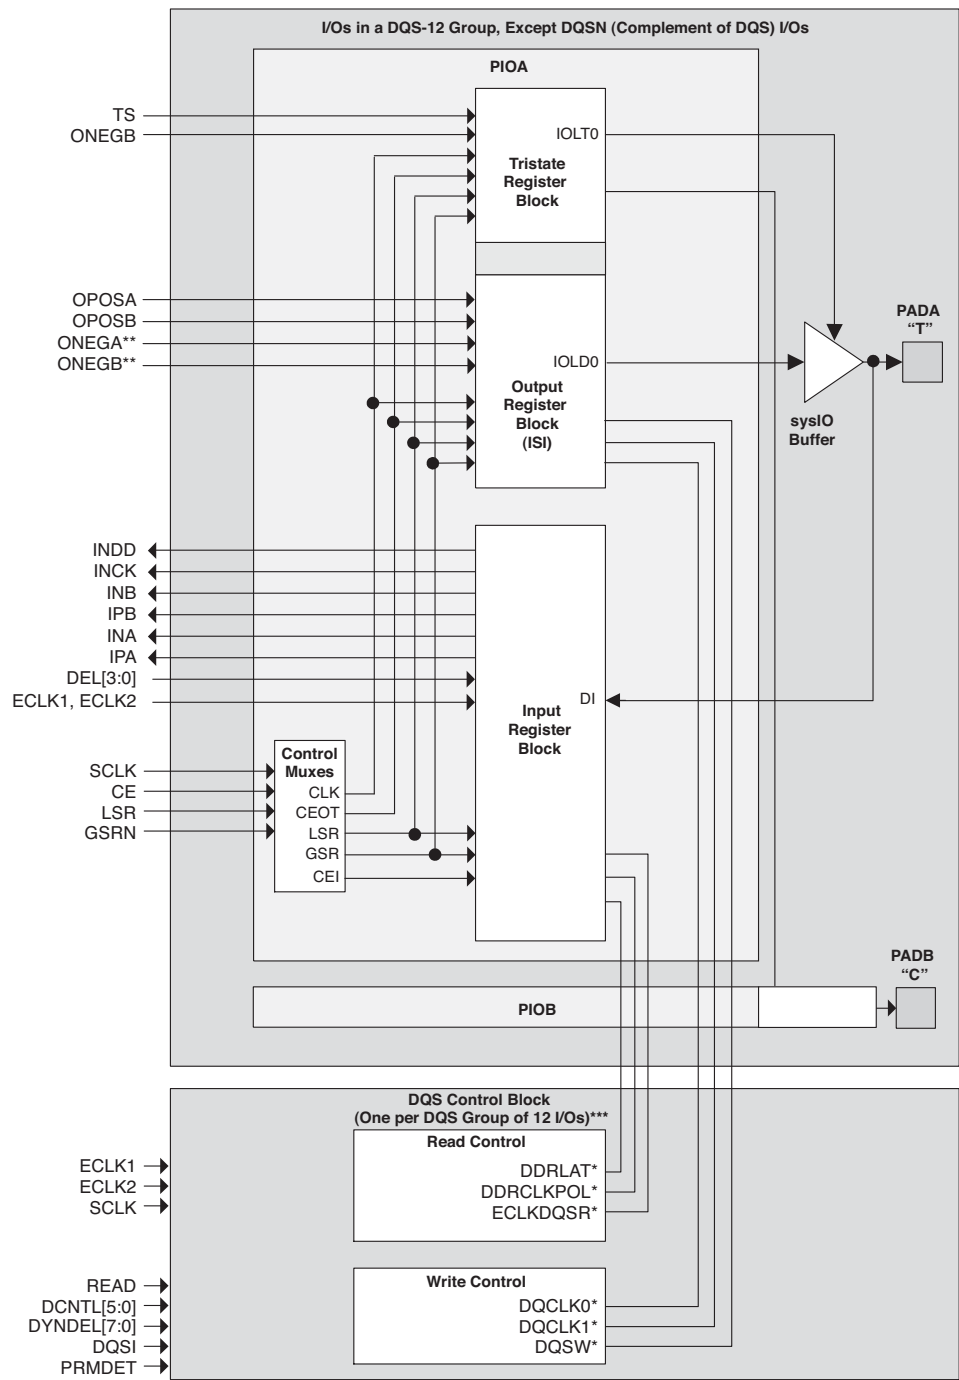 I/Os in a DQS-12 Group, Except DQSN (Complement of DQS) I/Os
PIOA
TS
ONEGB
IOLT0
Tristate
Register
Block
OPOSA
OPOSB
ONEGA**
ONEGB**
IOLD0
Output
Register
Block
(ISI)
PADA
“T”
sysIO
Buffer
INDD
INCK
INB
IPB
INA
IPA
DEL[3:0]
ECLK1, ECLK2
DI
Input
Register
Block
SCLK
CE
LSR
GSRN
Control
Muxes
CLK
CEOT
LSR
GSR
CEI
PADB
“C”
PIOB
DQS Control Block
(One per DQS Group of 12 I/Os)***
Read Control
DDRLAT*
DDRCLKPOL*
ECLKDQSR*
ECLK1
ECLK2
SCLK
Write Control
DQCLK0*
DQCLK1*
DQSW*
READ
DCNTL[5:0]
DYNDEL[7:0]
DQSI
PRMDET